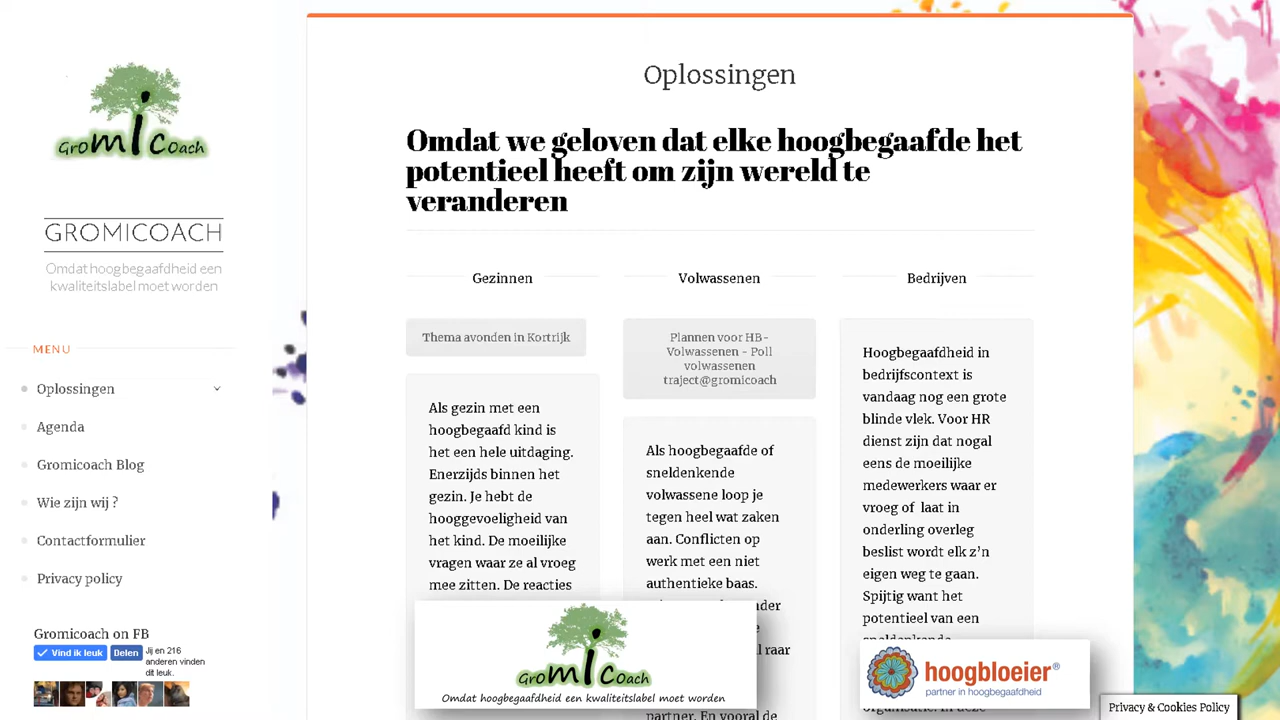 GroMiCoach
GROMICOACH
Omdat hoogbegaafdheid een
kwaliteitslabel moet worden
MENU
Oplossingen
Agenda
Gromicoach Blog
Wie zijn wij ?
Contactformulier
Privacy policy
Gromicoach on FB
Vind ik leuk
Delen
Jij en 216
anderen vinden
dit leuk.
Oplossingen
Omdat we geloven dat elke hoogbegaafde het
potentieel heeft om zijn wereld te
veranderen
Gezinnen
Thema avonden in Kortrijk
Als gezin met een
hoogbegaafd kind is
het een hele uitdaging.
Enerzijds binnen het
gezin. Je hebt de
hooggevoeligheid van
het kind. De moeilijke
vragen waar ze al vroeg
mee zitten. De reacties
Volwassenen
Plannen voor HB-
Volwassenen - Poll
volwassenen
traject@gromicoach
Als hoogbegaafde of
sneldenkende
volwassene loop je
tegen heel wat zaken
aan. Conflicten op
werk met een niet
authentieke baas.
partner. En vooral de
Bedrijven
Hoogbegaafdheid in
bedrijfscontext is
vandaag nog een grote
blinde vlek. Voor HR
dienst zijn dat nogal
eens de moeilijke
medewerkers waar er
vroeg of laat in
onderling overleg
beslist wordt elk z’n
eigen weg te gaan.
Spijtig want het
potentieel van een
GroMiCoach
Omdat hoogbegaafdheid een kwaliteitslabel moet worden
hoogbloeier®
partner in hoogbegaafdheid
Privacy & Cookies Policy